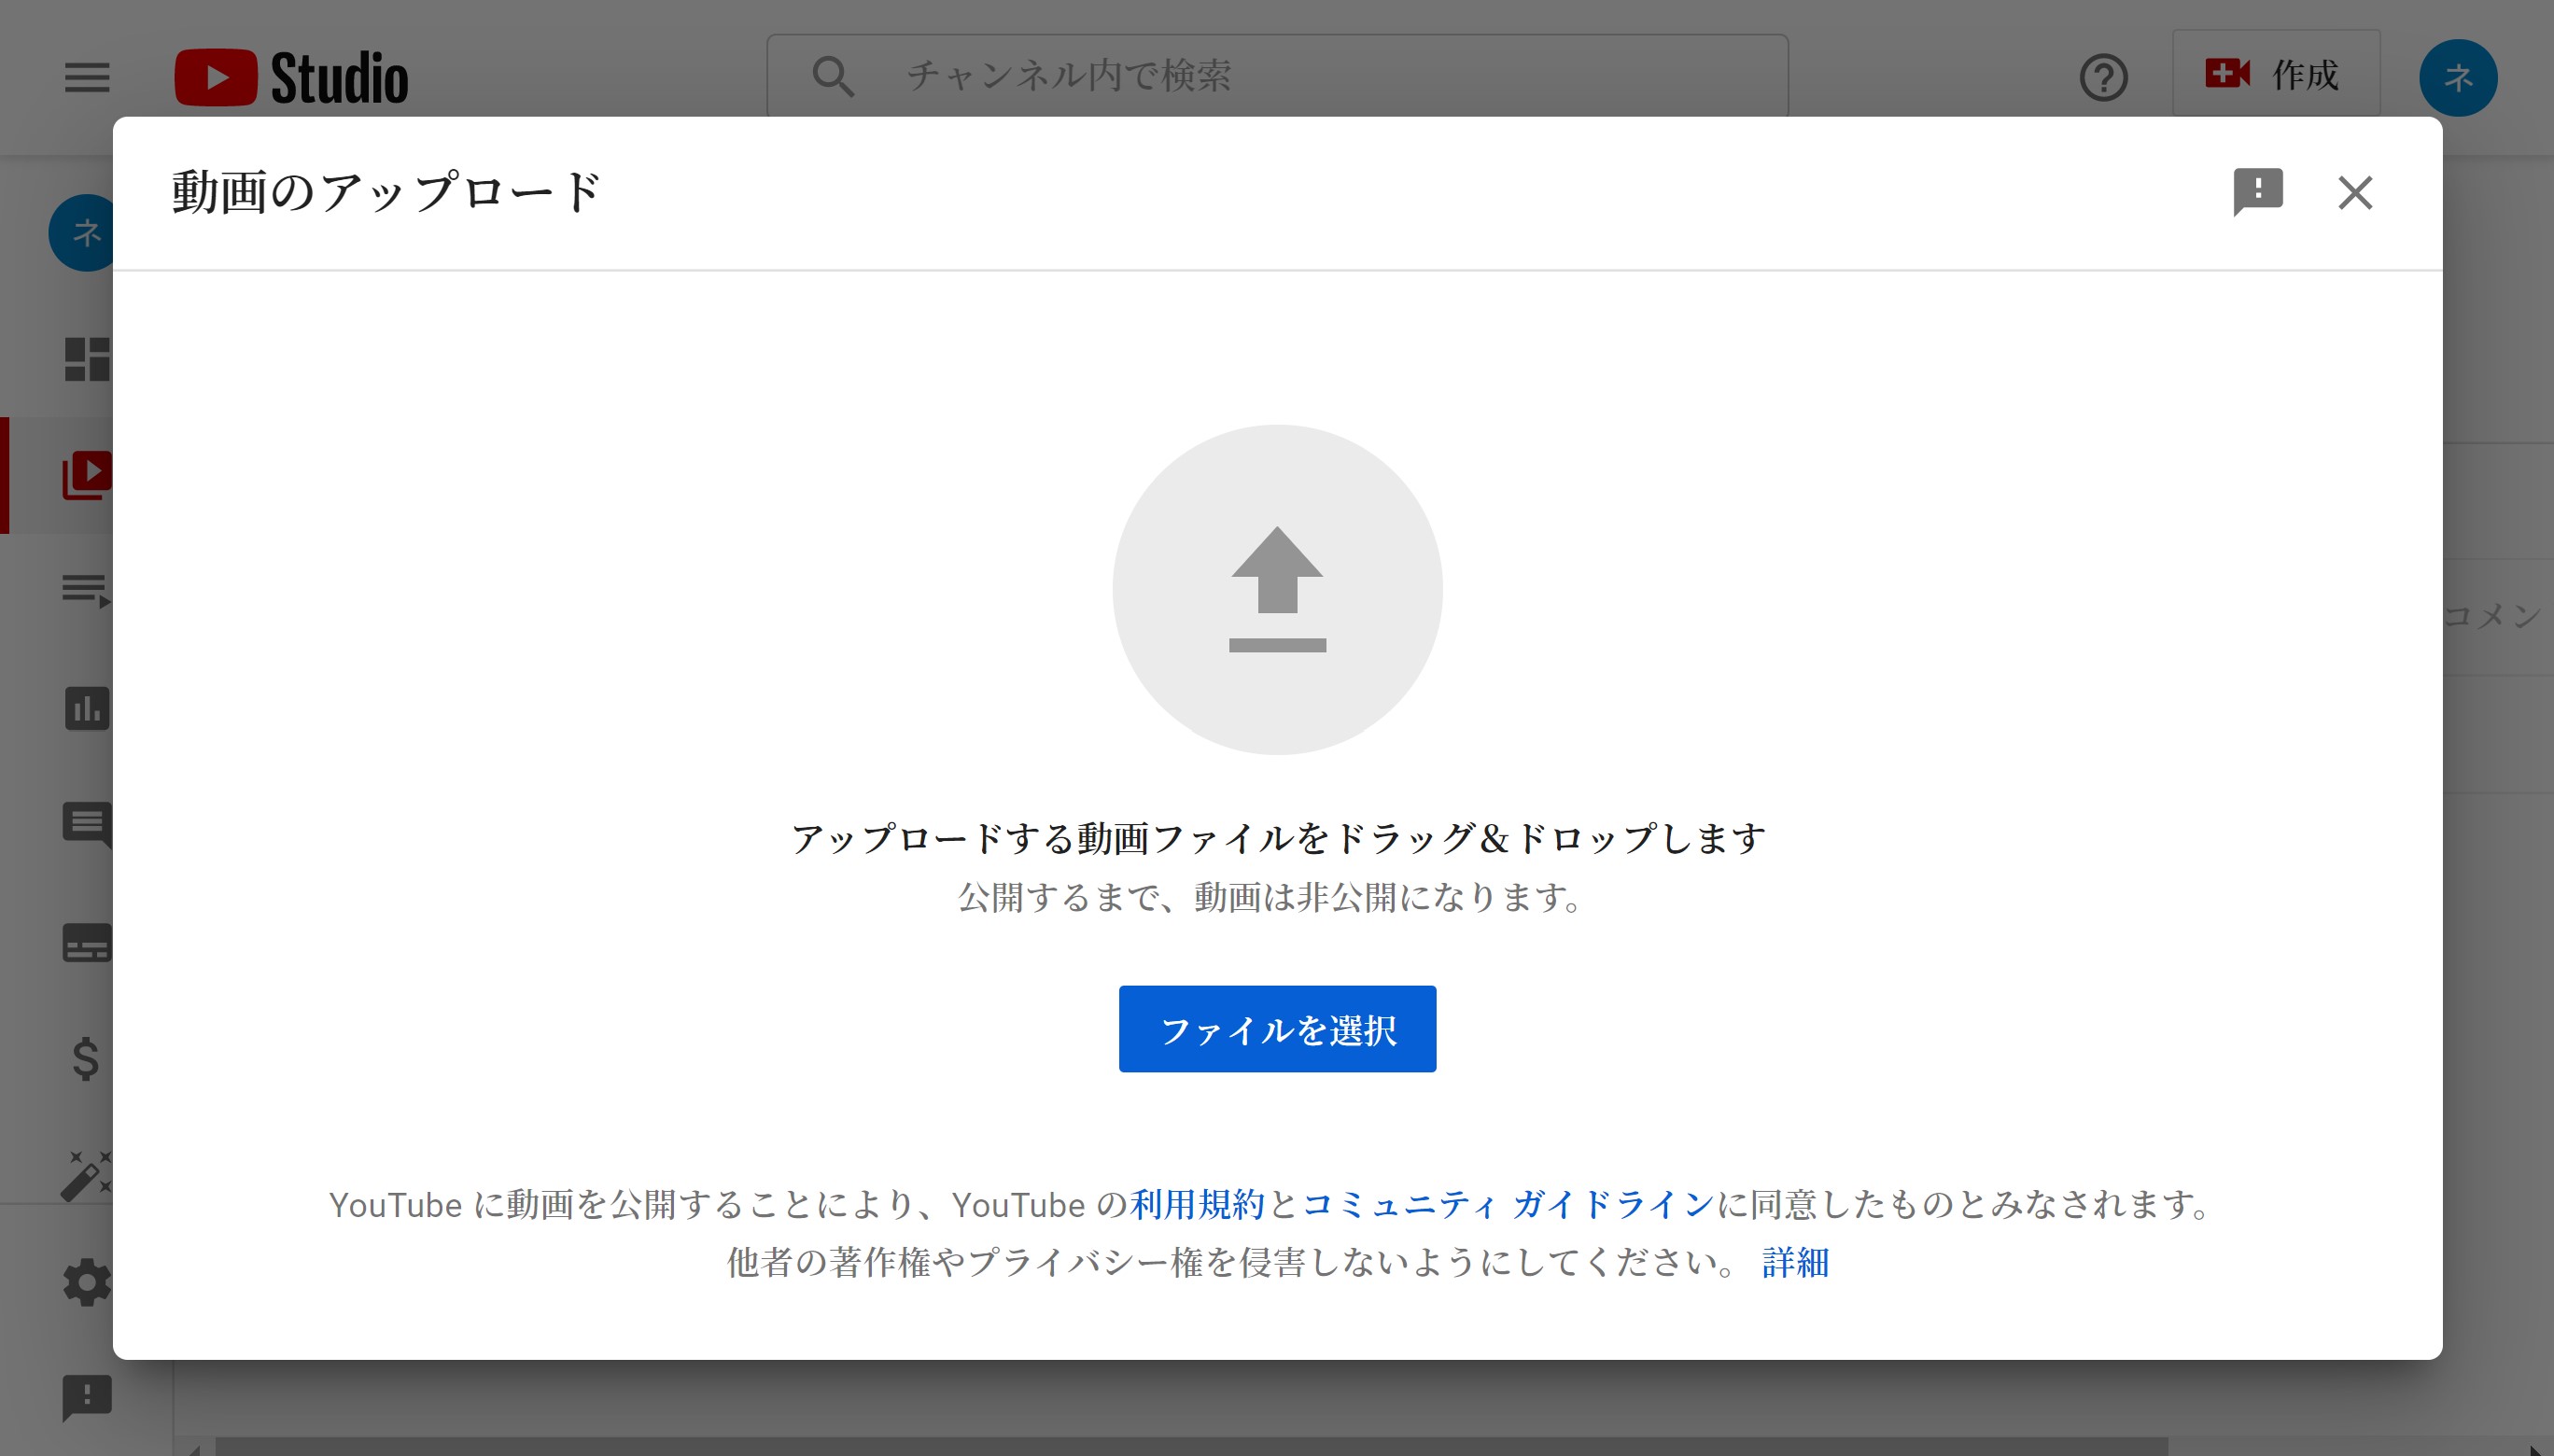 Studio
チャンネル内で検索
作成
ネ
動画のアップロード
ネ
コメン
アップロードする動画ファイルをドラッグ&ドロップします
公開するまで、動画は非公開になります。
ファイルを選択
YouTube に動画を公開することにより、YouTube の利用規約とコミュニティ ガイドラインに同意したものとみなされます。
他者の著作権やプライバシー権を侵害しないようにしてください。 詳細